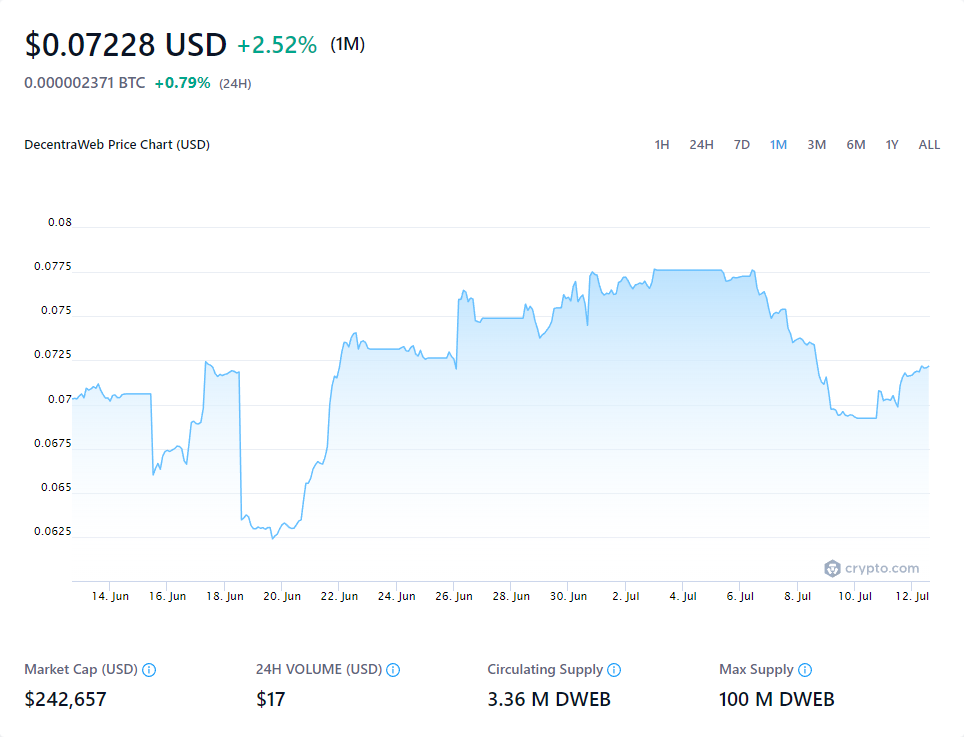 $0.07228 USD +2.52% (1M)
0.000002371 BTC +0.79% (24H)
DecentraWeb Price Chart (USD) 1H 24H 7D 1M 3M 6M 1Y ALL
0.08
0.0775
0.075
0.0725
0.07
0.0675
0.065
0.0625
crypto.com
14. Jun 16. Jun 18. Jun 20. Jun 22. Jun 24. Jun 26. Jun 28. Jun 30. Jun 2. Jul 4. Jul 6. Jul 8. Jul 10. Jul 12. Jul
Market Cap (USD) 24H VOLUME (USD) Circulating Supply Max Supply
$242,657 $17 3.36 M DWEB 100 M DWEB